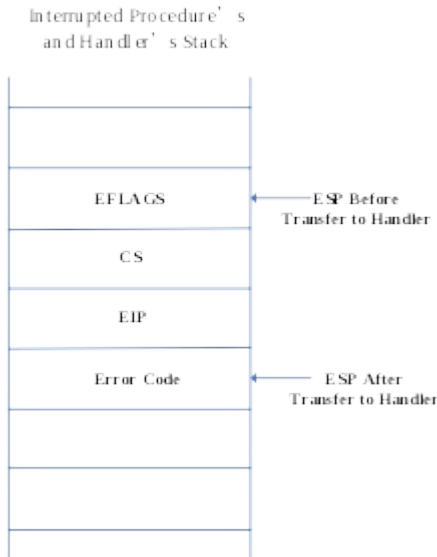 Interrupted Procedure’s
and Handler’s Stack
EFLAGS
ESP Before
Transfer to Handler
CS
EIP
Error Code
ESP After
Transfer to Handler